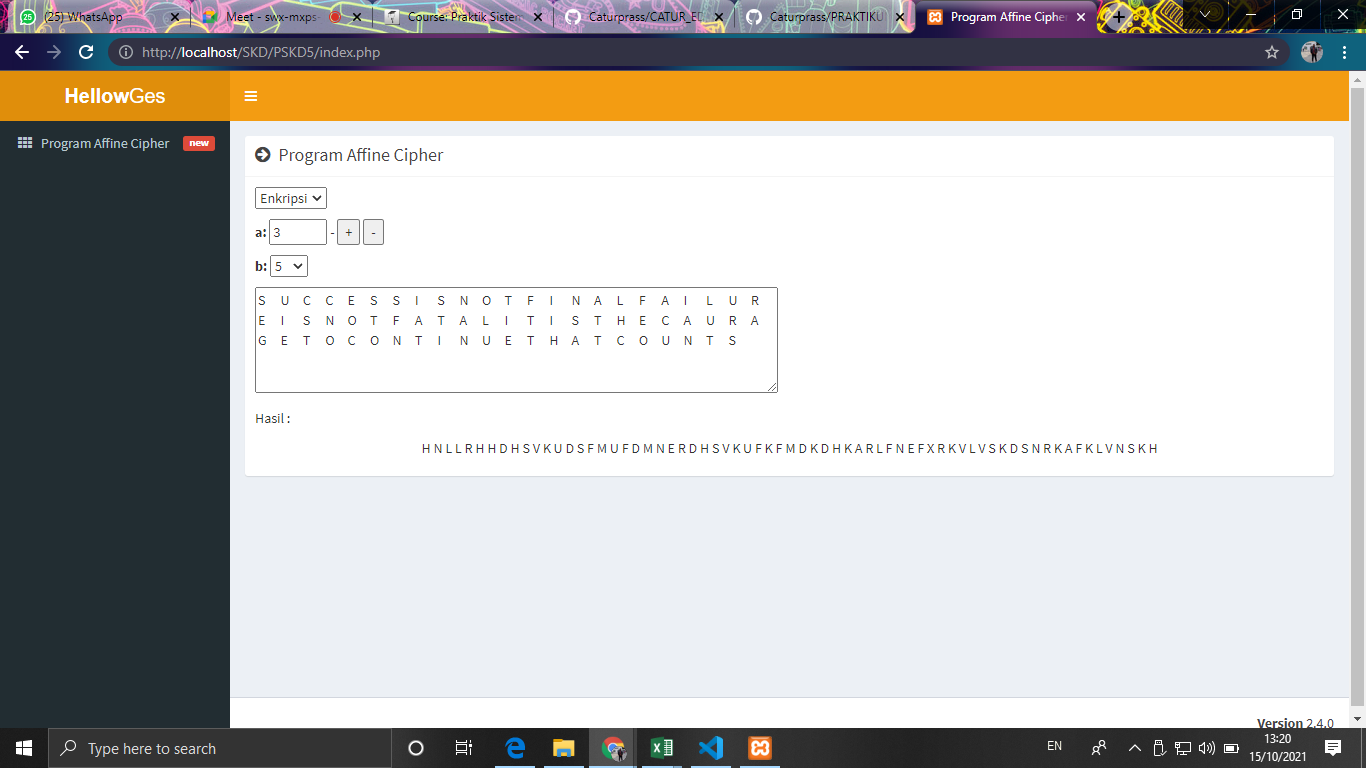 (25) WhatsApp
Meet - swx-mxps-
Course: Praktik Sistem
Caturprass/CATUR_EL
Caturprass/PRAKTIKU
Program Affine Cipher
http://localhost/SKD/PSKD5/index.php
HellowGes
Program Affine Cipher new
Program Affine Cipher
Enkripsi
a: 3 - + -
b: 5
S U C C E S S I S N O T F I N A L F A I L U R
E I S N O T F A T A L I T I S T H E C A U R A
G E T O C O N T I N U E T H A T C O U N T S
Hasil :
H N L L R H H D H S V K U D S F M U F D M N E R D H S V K U F K F M D K D H K A R L F N E F X R K V L V S K D S N R K A F K L V N S K H
Version 2.4.0
Type here to search
EN
13:20
15/10/2021